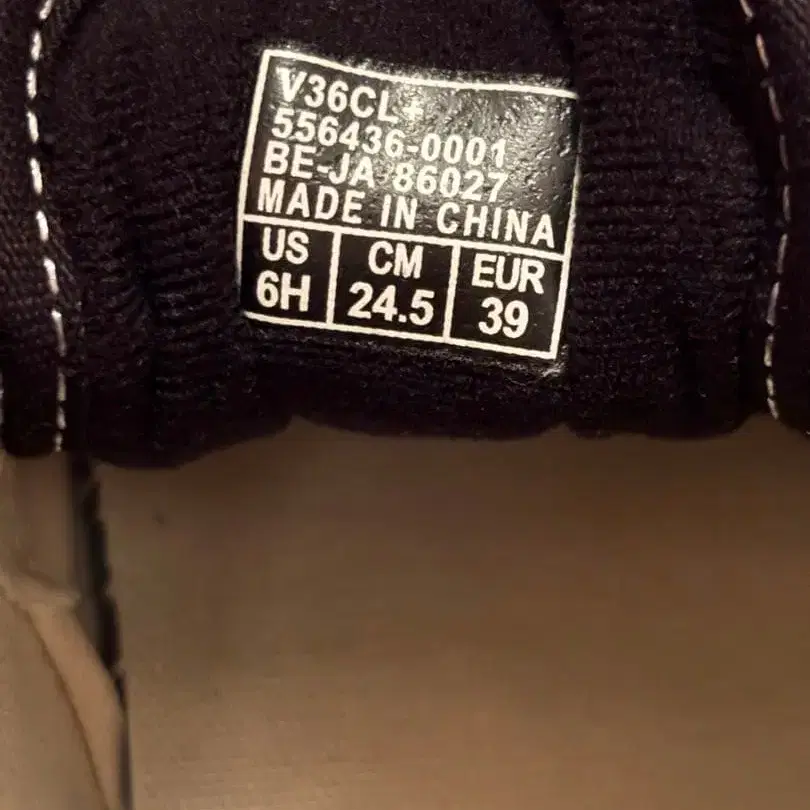 V36CL+
556436-0001
BE-JA 86027
MADE IN CHINA
US CM EUR
6H 24.5 39